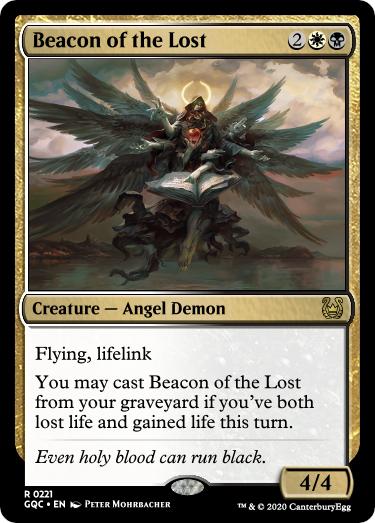 Beacon of the Lost 2
Creature — Angel Demon
Flying, lifelink
You may cast Beacon of the Lost
from your graveyard if you've both
lost life and gained life this turn.
Even holy blood can run black.
4/4
R 0221
GQC • EN Peter Mohrbacher
™ & © 2020 CanterburyEgg